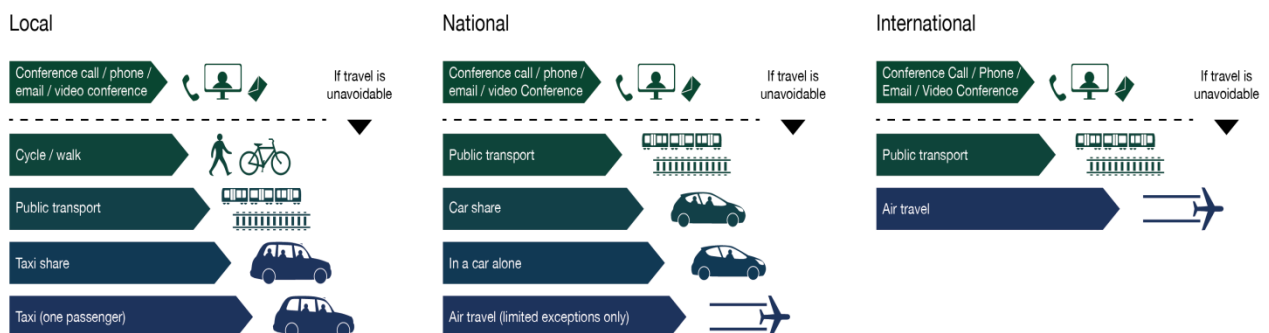 Local
Conference call / phone /
email / video conference
If travel is
unavoidable
Cycle / walk
Public transport
Taxi share
Taxi (one passenger)
National
Conference call / phone /
email / video Conference
If travel is
unavoidable
Public transport
Car share
In a car alone
Air travel (limited exceptions only)
International
Conference Call / Phone /
Email / Video Conference
If travel is
unavoidable
Public transport
Air travel